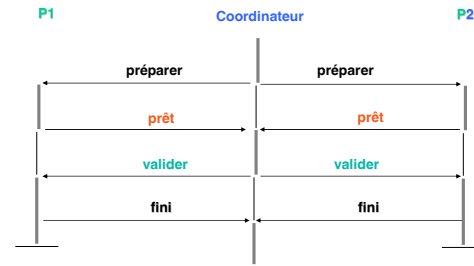 P1 Coordinateur P2
préparer préparer
prêt prêt
valider valider
fini fini